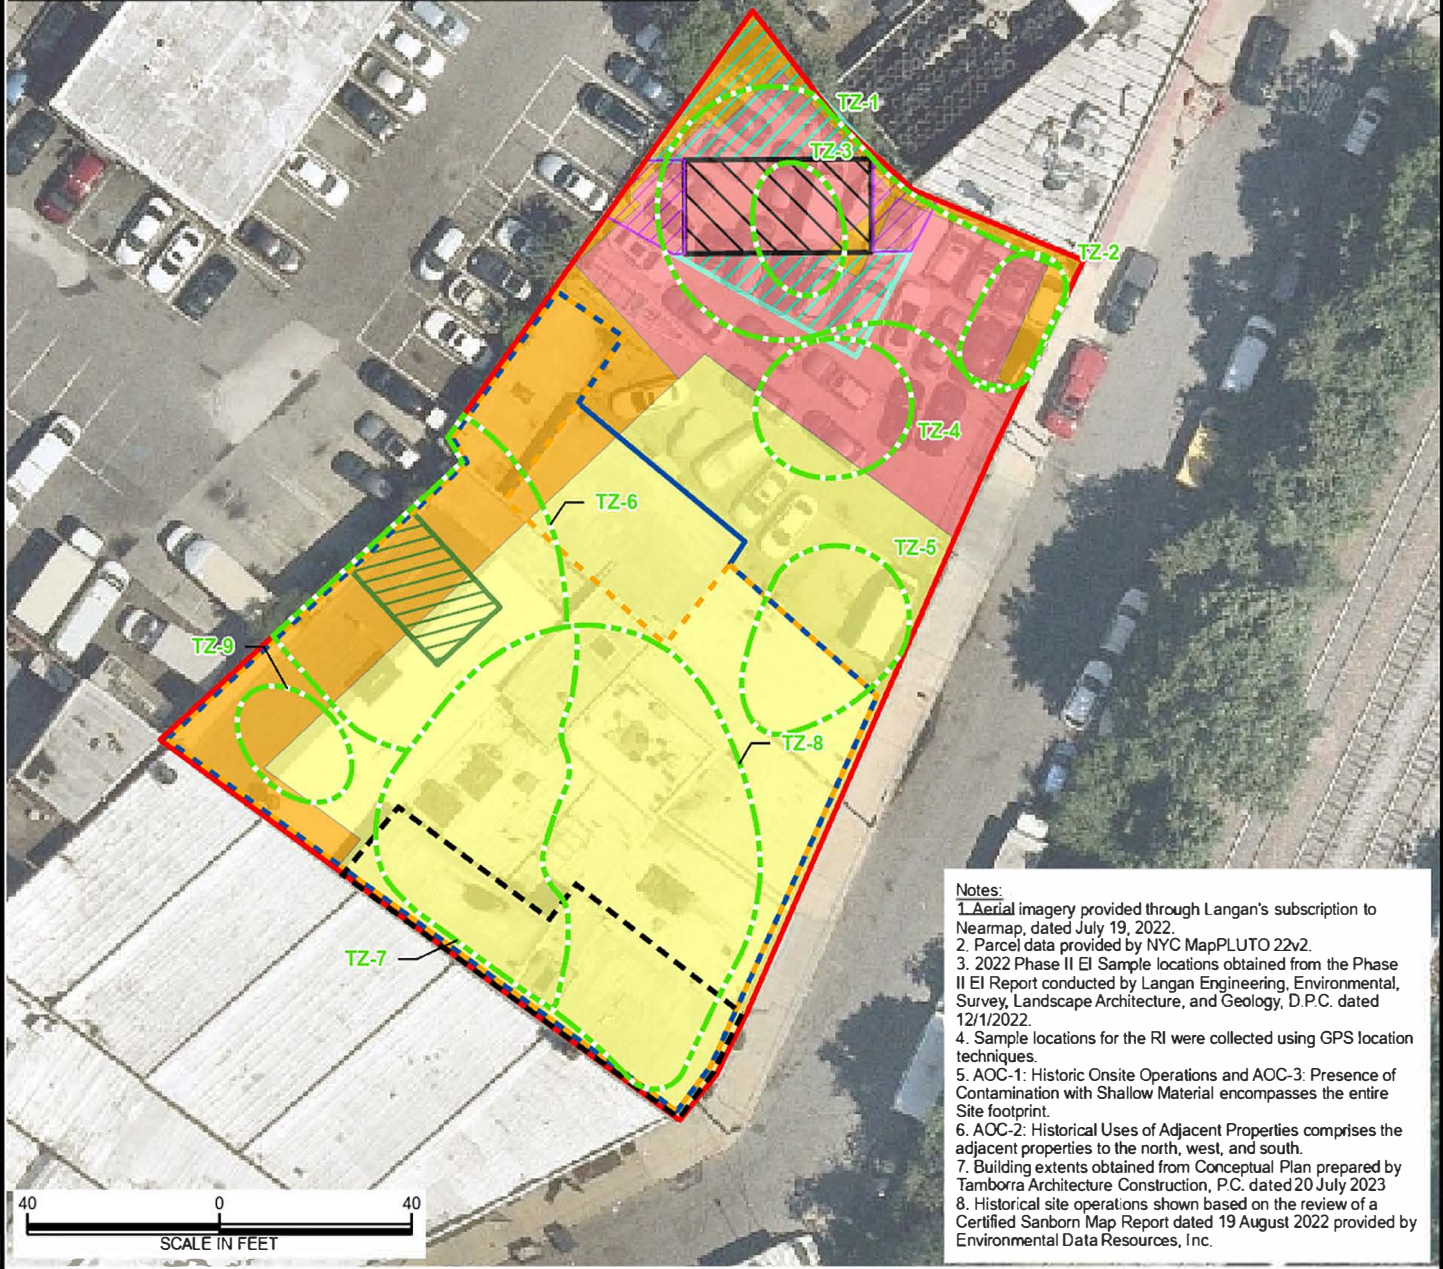 TZ-1
TZ-3
TZ-2
TZ-4
TZ-6
TZ-5
TZ-9
TZ-8
TZ-7
Notes:
1. Aerial imagery provided through Langan's subscription to
Nearmap, dated July 19, 2022.
2. Parcel data provided by NYC MapPLUTO 22v2.
3. 2022 Phase II EI Sample locations obtained from the Phase
II EI Report conducted by Langan Engineering, Environmental,
Survey, Landscape Architecture, and Geology, D.P.C. dated
12/1/2022.
4. Sample locations for the RI were collected using GPS location
techniques.
5. AOC-1: Historic Onsite Operations and AOC-3: Presence of
Contamination with Shallow Material encompasses the entire
Site footprint.
6. AOC-2: Historical Uses of Adjacent Properties comprises the
adjacent properties to the north, west, and south.
7. Building extents obtained from Conceptual Plan prepared by
Tamborra Architecture Construction, P.C. dated 20 July 2023
8. Historical site operations shown based on the review of a
Certified Sanborn Map Report dated 19 August 2022 provided by
Environmental Data Resources, Inc.
40 0 40
SCALE IN FEET